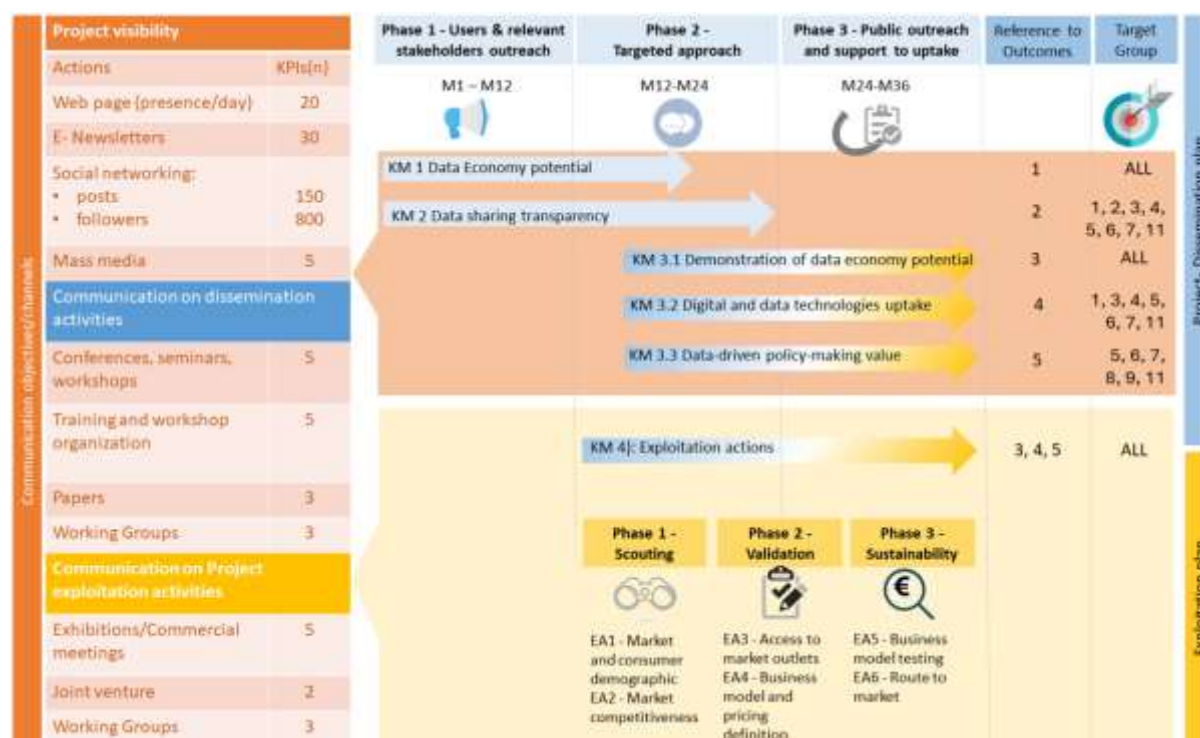 Communication objectives/channels
Project visibility
Actions KPIs(n)
Web page (presence/day) 20
E- Newsletters 30
Social networking:
• posts 150
• followers 800
Mass media 5
Communication on dissemination
activities
Conferences, seminars, 5
workshops
Training and workshop 5
organization
Papers 3
Working Groups 3
Communication on Project
exploitation activities
Exhibitions/Commercial 5
meetings
Joint venture 2
Working Groups 3
Phase 1 - Users & relevant
stakeholders outreach
M1 – M12
Phase 2 -
Targeted approach
M12-M24
Phase 3 - Public outreach
and support to uptake
M24-M36
Reference to
Outcomes
Target
Group
KM 1 Data Economy potential 1 ALL
KM 2 Data sharing transparency 2 1, 2, 3, 4,
5, 6, 7, 11
KM 3.1 Demonstration of data economy potential 3 ALL
KM 3.2 Digital and data technologies uptake 4 1, 3, 4, 5,
6, 7, 11
KM 3.3 Data-driven policy-making value 5 5, 6, 7,
8, 9, 11
KM 4|: Exploitation actions 3, 4, 5 ALL
Phase 1 -
Scouting
EA1 - Market
and consumer
demographic
EA2 - Market
competitiveness
Phase 2 -
Validation
EA3 - Access to
market outlets
EA4 - Business
model and
pricing
definition
Phase 3 -
Sustainability
€
EA5 - Business
model testing
EA6 - Route to
market
Exploitation plan